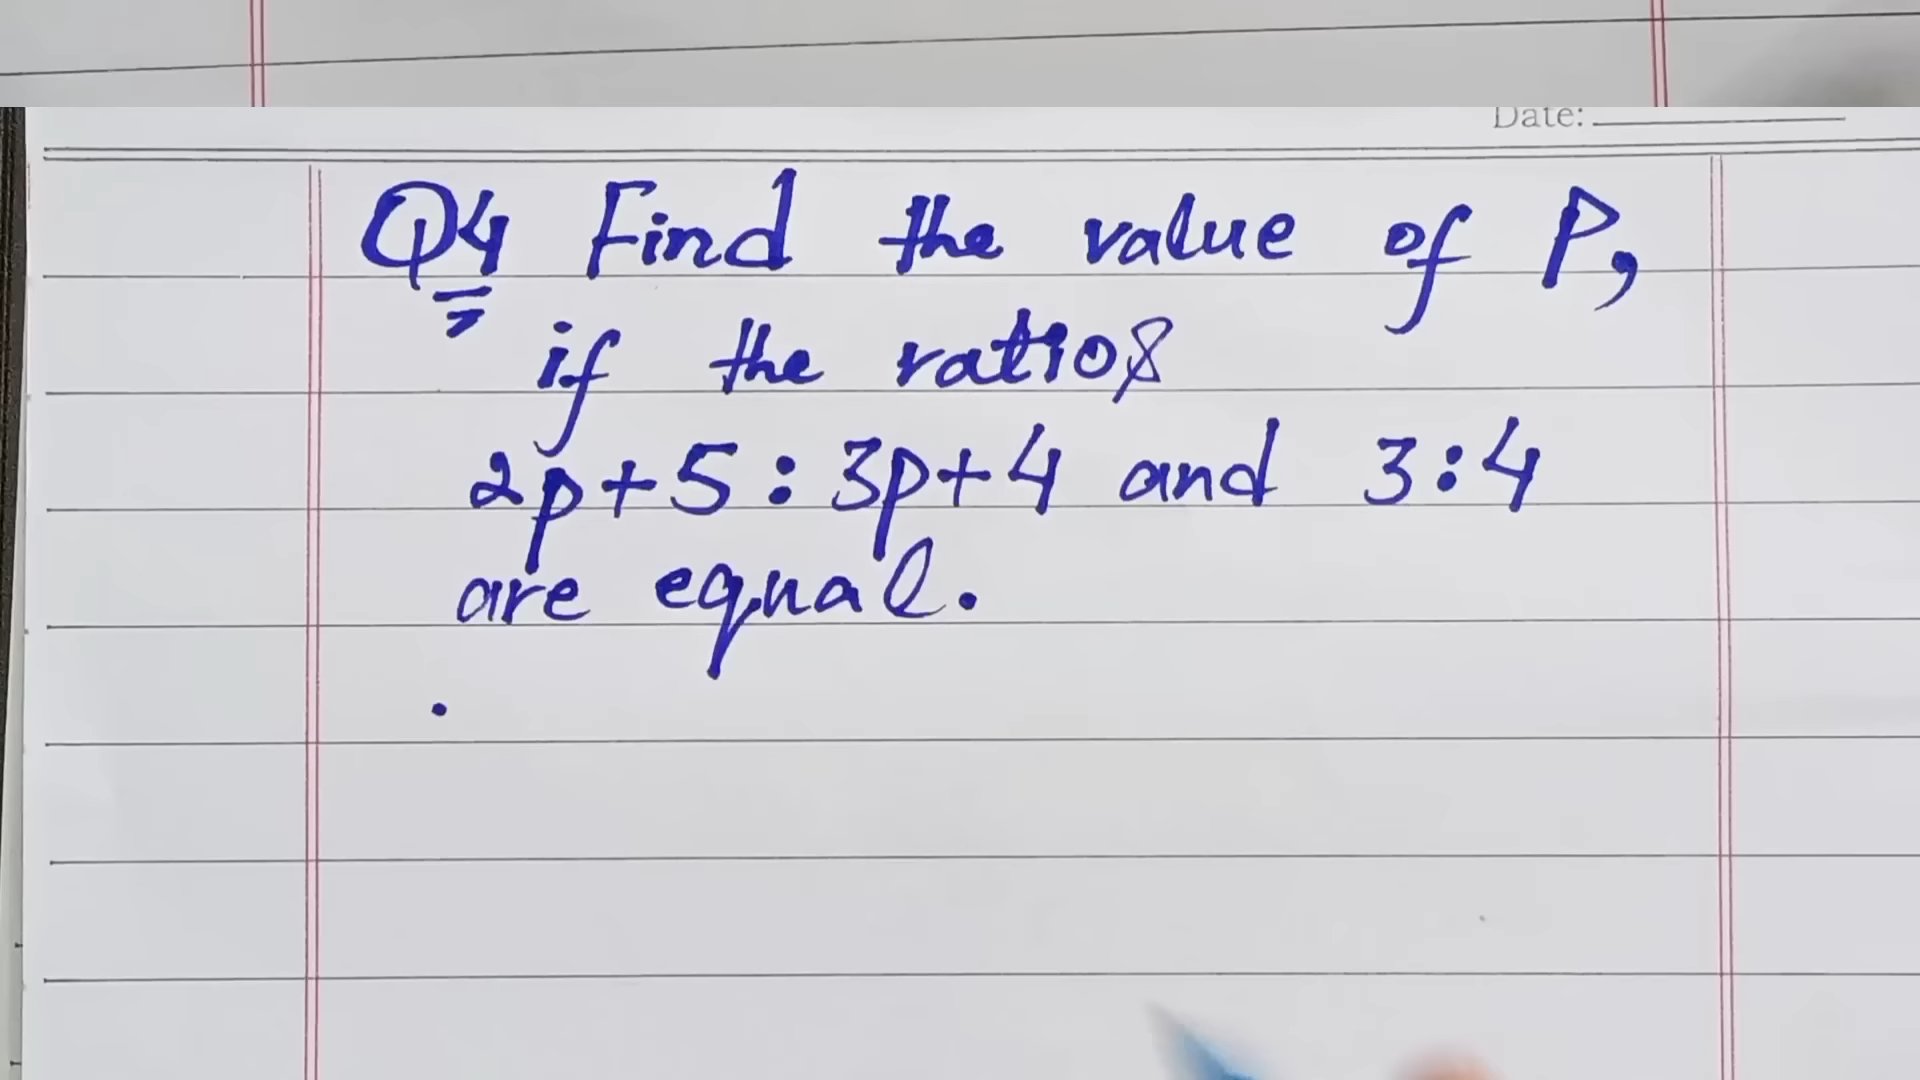 Date:
Q4 Find the value of P,
if the ratios
2p+5 : 3p+4 and 3:4
are equal.